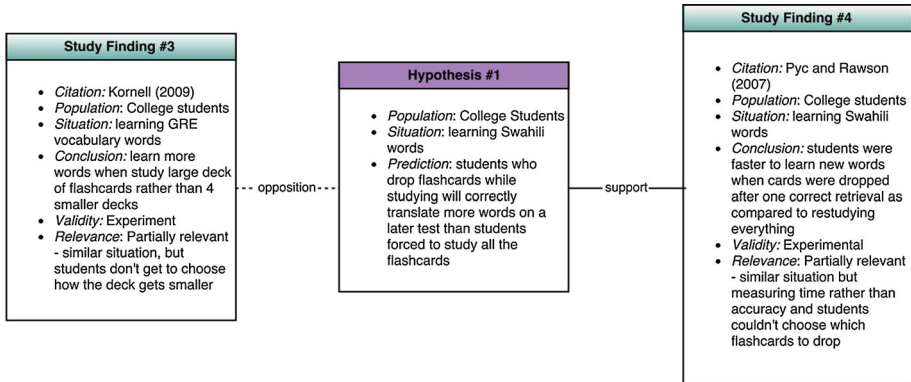 Study Finding #3
• Citation: Kornell (2009)
• Population: College students
• Situation: learning GRE
vocabulary words
• Conclusion: learn more
words when study large deck
of flashcards rather than 4
smaller decks
• Validity: Experiment
• Relevance: Partially relevant
- similar situation, but
students don't get to choose
how the deck gets smaller
opposition
Hypothesis #1
• Population: College Students
• Situation: learning Swahili
words
• Prediction: students who
drop flashcards while
studying will correctly
translate more words on a
later test than students
forced to study all the
flashcards
support
Study Finding #4
• Citation: Pyc and Rawson
(2007)
• Population: College students
• Situation: learning Swahili
words
• Conclusion: students were
faster to learn new words
when cards were dropped
after one correct retrieval as
compared to restudying
everything
• Validity: Experimental
• Relevance: Partially relevant
- similar situation but
measuring time rather than
accuracy and students
couldn't choose which
flashcards to drop